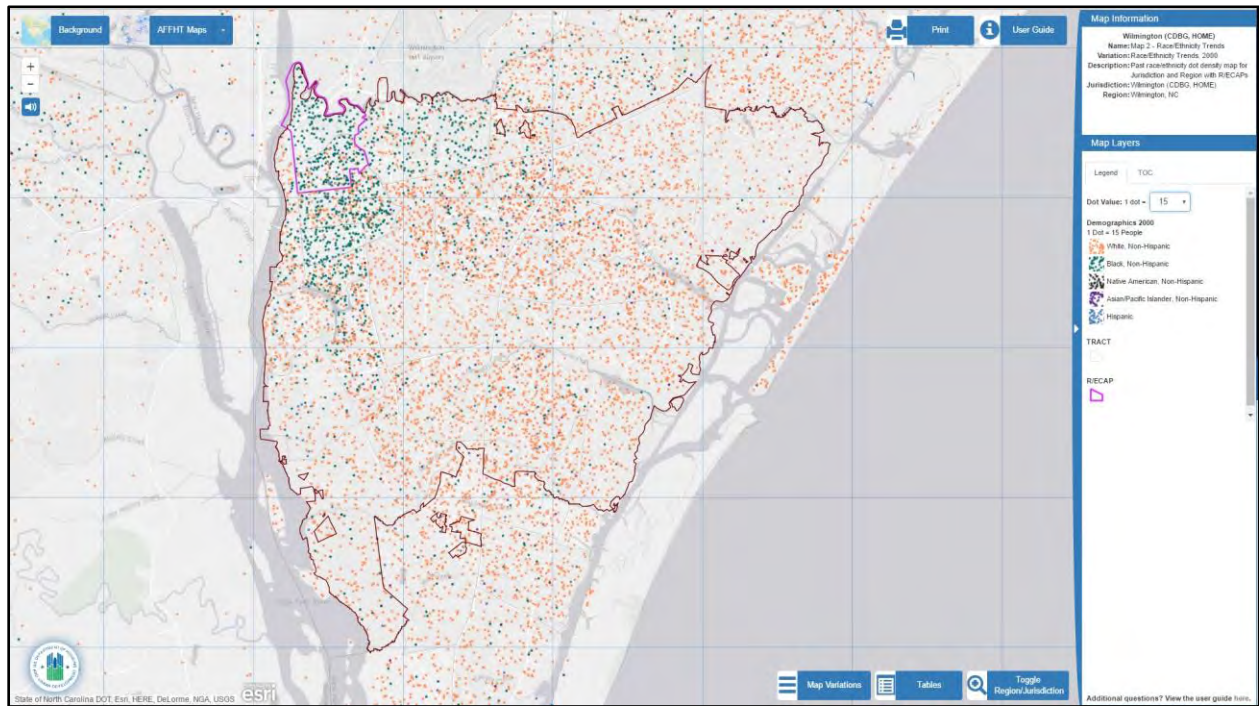 Background
AFFHT Maps
Print
User Guide
+
−
Wilmington
Intl Airport
Map Information
Wilmington (CDBG, HOME)
Name: Map 2 - Race/Ethnicity Trends
Variation: Race/Ethnicity Trends, 2000
Description: Past race/ethnicity dot density map for
Jurisdiction and Region with R/ECAPs
Jurisdiction: Wilmington (CDBG, HOME)
Region: Wilmington, NC
Map Layers
Legend
TOC
Dot Value: 1 dot = 15
Demographics 2000
1 Dot = 15 People
White, Non-Hispanic
Black, Non-Hispanic
Native American, Non-Hispanic
Asian/Pacific Islander, Non-Hispanic
Hispanic
TRACT
R/ECAP
Map Variations
Tables
Toggle
Region/Jurisdiction
State of North Carolina DOT, Esri, HERE, DeLorme, NGA, USGS
esri
Additional questions? View the user guide here.